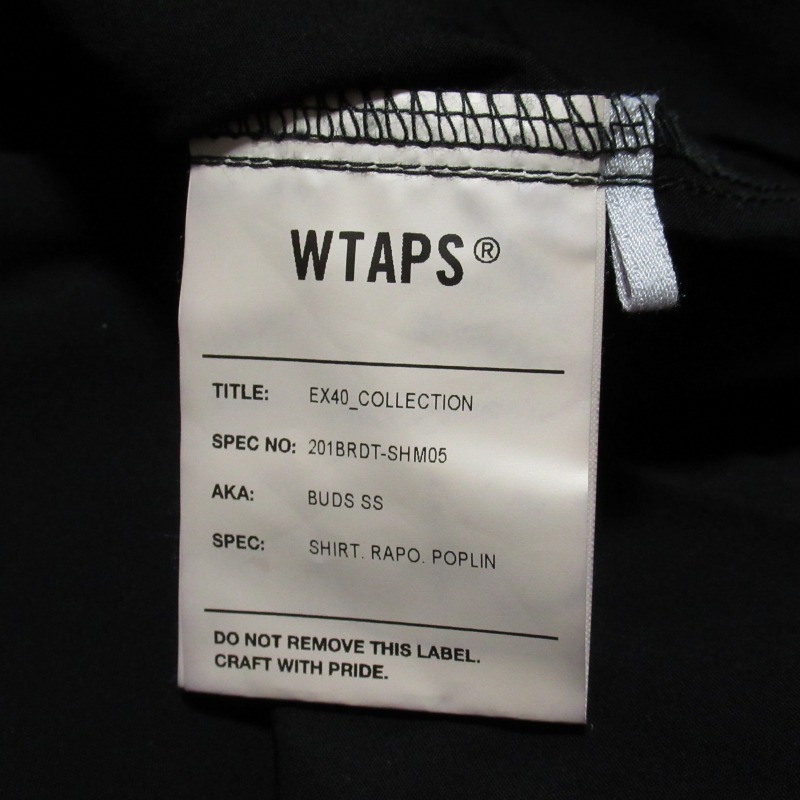 WTAPS®
TITLE: EX40_COLLECTION
SPEC NO: 201BRDT-SHM05
AKA: BUDS SS
SPEC: SHIRT. RAPO. POPLIN
DO NOT REMOVE THIS LABEL.
CRAFT WITH PRIDE.